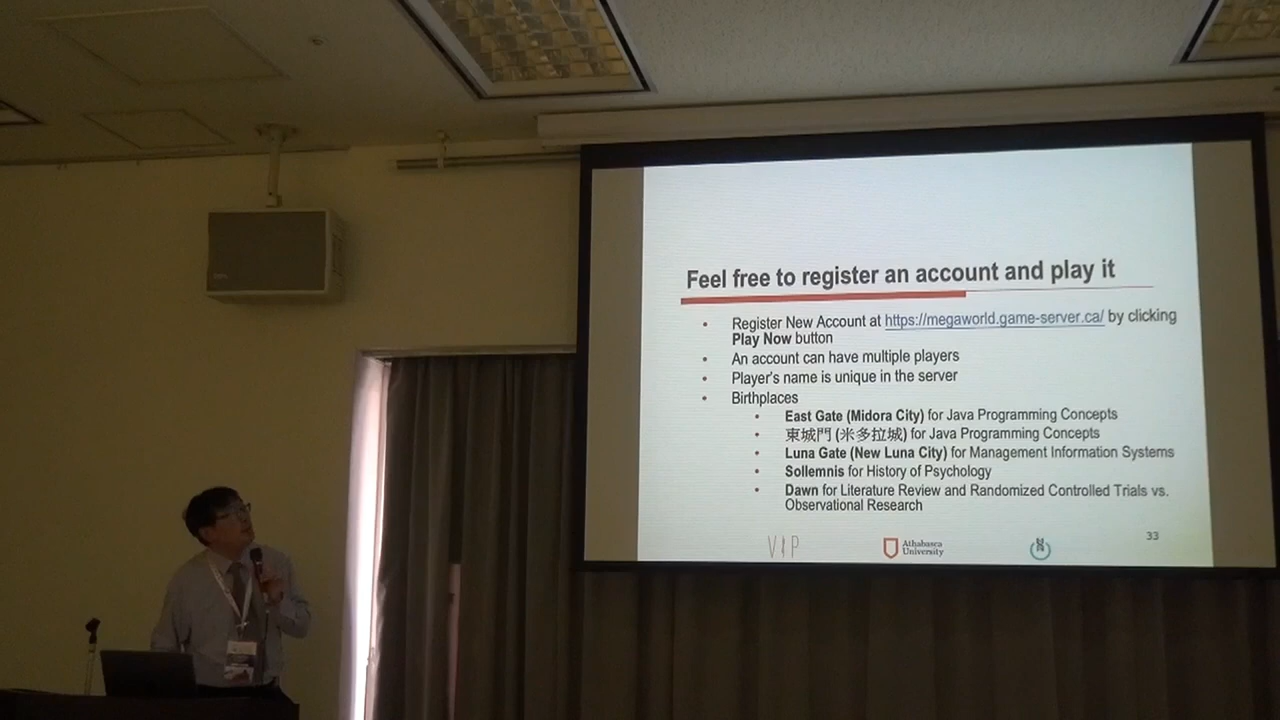 Feel free to register an account and play it
Register New Account at https://megaworld.game-server.ca/ by clicking
Play Now button
An account can have multiple players
Player's name is unique in the server
Birthplaces
East Gate (Midora City) for Java Programming Concepts
東城門 (米多拉城) for Java Programming Concepts
Luna Gate (New Luna City) for Management Information Systems
Sollemnis for History of Psychology
Dawn for Literature Review and Randomized Controlled Trials vs.
Observational Research
VIP
Athabasca
University
33